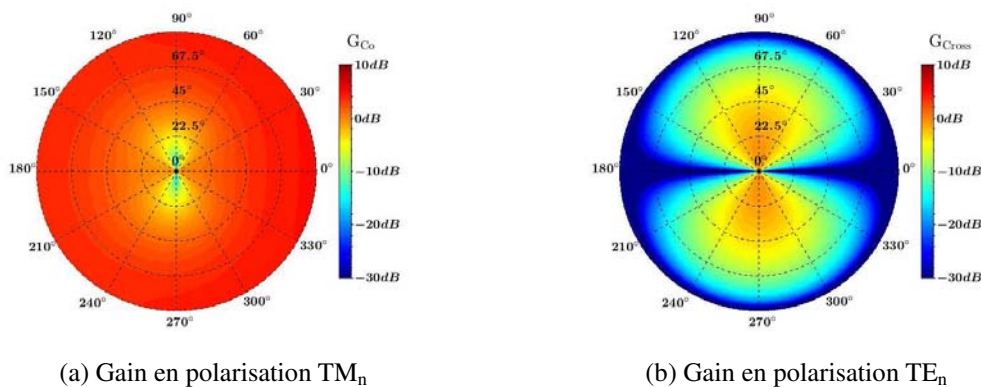 90°
120°
60°
67.5°
150°
45°
30°
22.5°
180°
0°
0°
210°
330°
240°
300°
270°
G_Co
10dB
0dB
−10dB
−20dB
−30dB
90°
120°
60°
67.5°
150°
45°
30°
22.5°
180°
0°
0°
210°
330°
240°
300°
270°
G_Cross
10dB
0dB
−10dB
−20dB
−30dB
(a) Gain en polarisation TM_n
(b) Gain en polarisation TE_n